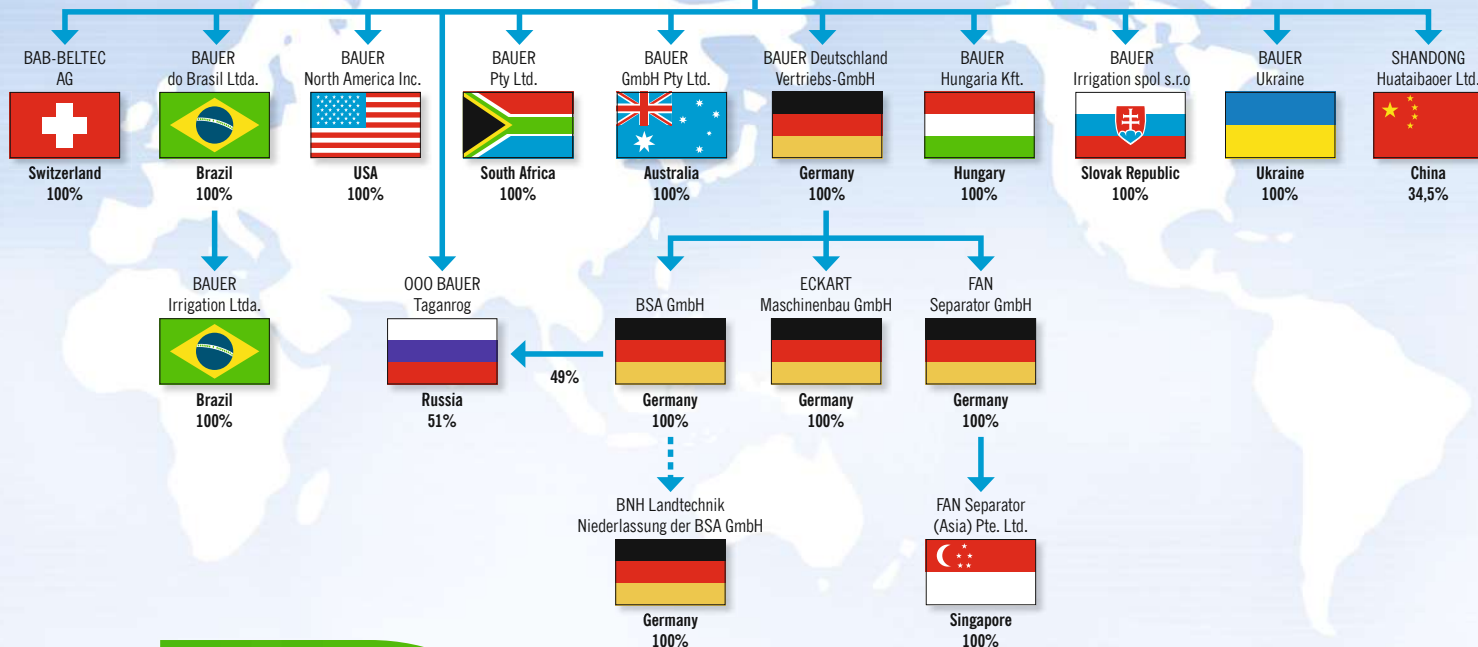 BAB-BELTEC
AG
Switzerland
100%
BAUER
do Brasil Ltda.
Brazil
100%
BAUER
North America Inc.
USA
100%
BAUER
Pty Ltd.
South Africa
100%
BAUER
GmbH Pty Ltd.
Australia
100%
BAUER Deutschland
Vertriebs-GmbH
Germany
100%
BAUER
Hungaria Kft.
Hungary
100%
BAUER
Irrigation spol s.r.o
Slovak Republic
100%
BAUER
Ukraine
Ukraine
100%
SHANDONG
Huataibaoer Ltd.
China
34,5%
BAUER
Irrigation Ltda.
Brazil
100%
OOO BAUER
Taganrog
Russia
51%
49%
BSA GmbH
Germany
100%
ECKART
Maschinenbau GmbH
Germany
100%
FAN
Separator GmbH
Germany
100%
BNH Landtechnik
Niederlassung der BSA GmbH
Germany
100%
FAN Separator
(Asia) Pte. Ltd.
Singapore
100%